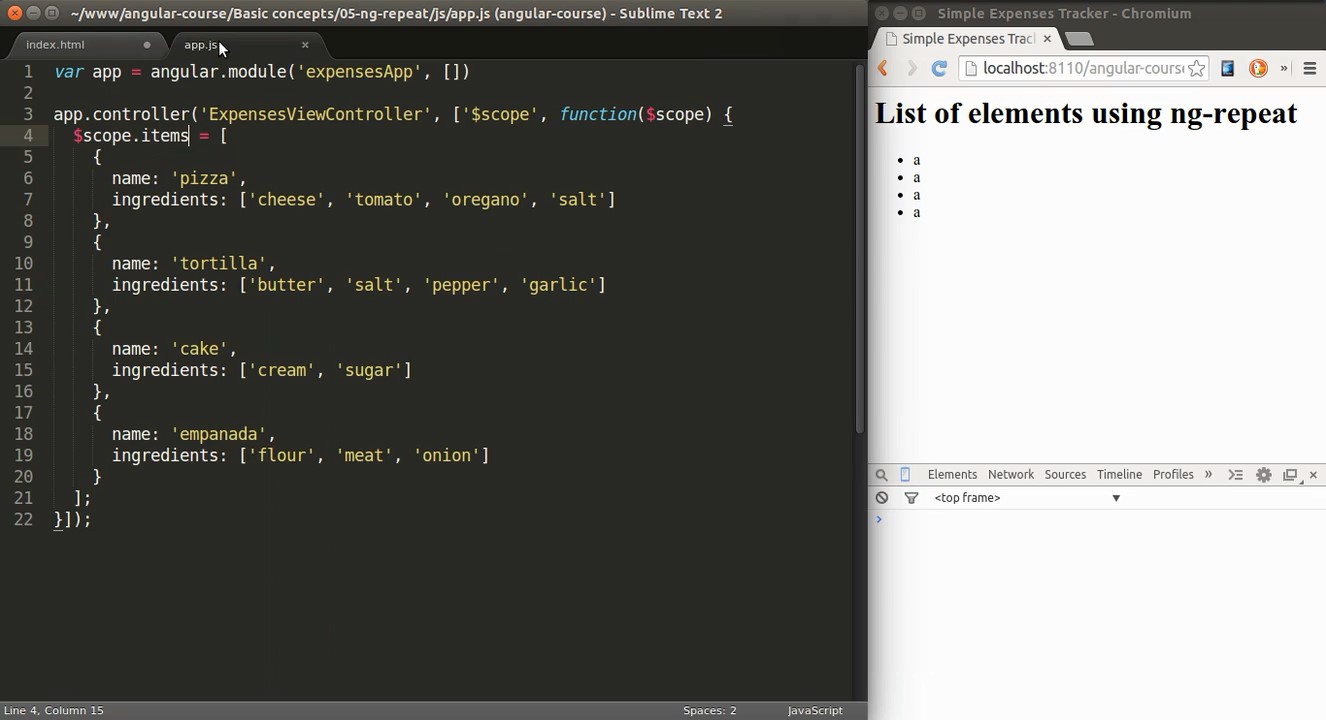 ~/www/angular-course/Basic concepts/05-ng-repeat/js/app.js (angular-course) - Sublime Text 2
index.html
app.js
1 var app = angular.module('expensesApp', [])
2
3 app.controller('ExpensesViewController', ['$scope', function($scope) {
4 $scope.items = [
5 {
6 name: 'pizza',
7 ingredients: ['cheese', 'tomato', 'oregano', 'salt']
8 },
9 {
10 name: 'tortilla',
11 ingredients: ['butter', 'salt', 'pepper', 'garlic']
12 },
13 {
14 name: 'cake',
15 ingredients: ['cream', 'sugar']
16 },
17 {
18 name: 'empanada',
19 ingredients: ['flour', 'meat', 'onion']
20 }
21 ];
22 }]);
Line 4, Column 15
Spaces: 2
JavaScript
Simple Expenses Tracker - Chromium
Simple Expenses Trac
localhost:8110/angular-cours
List of elements using ng-repeat
• a
• a
• a
• a
Elements Network Sources Timeline Profiles »
<top frame>